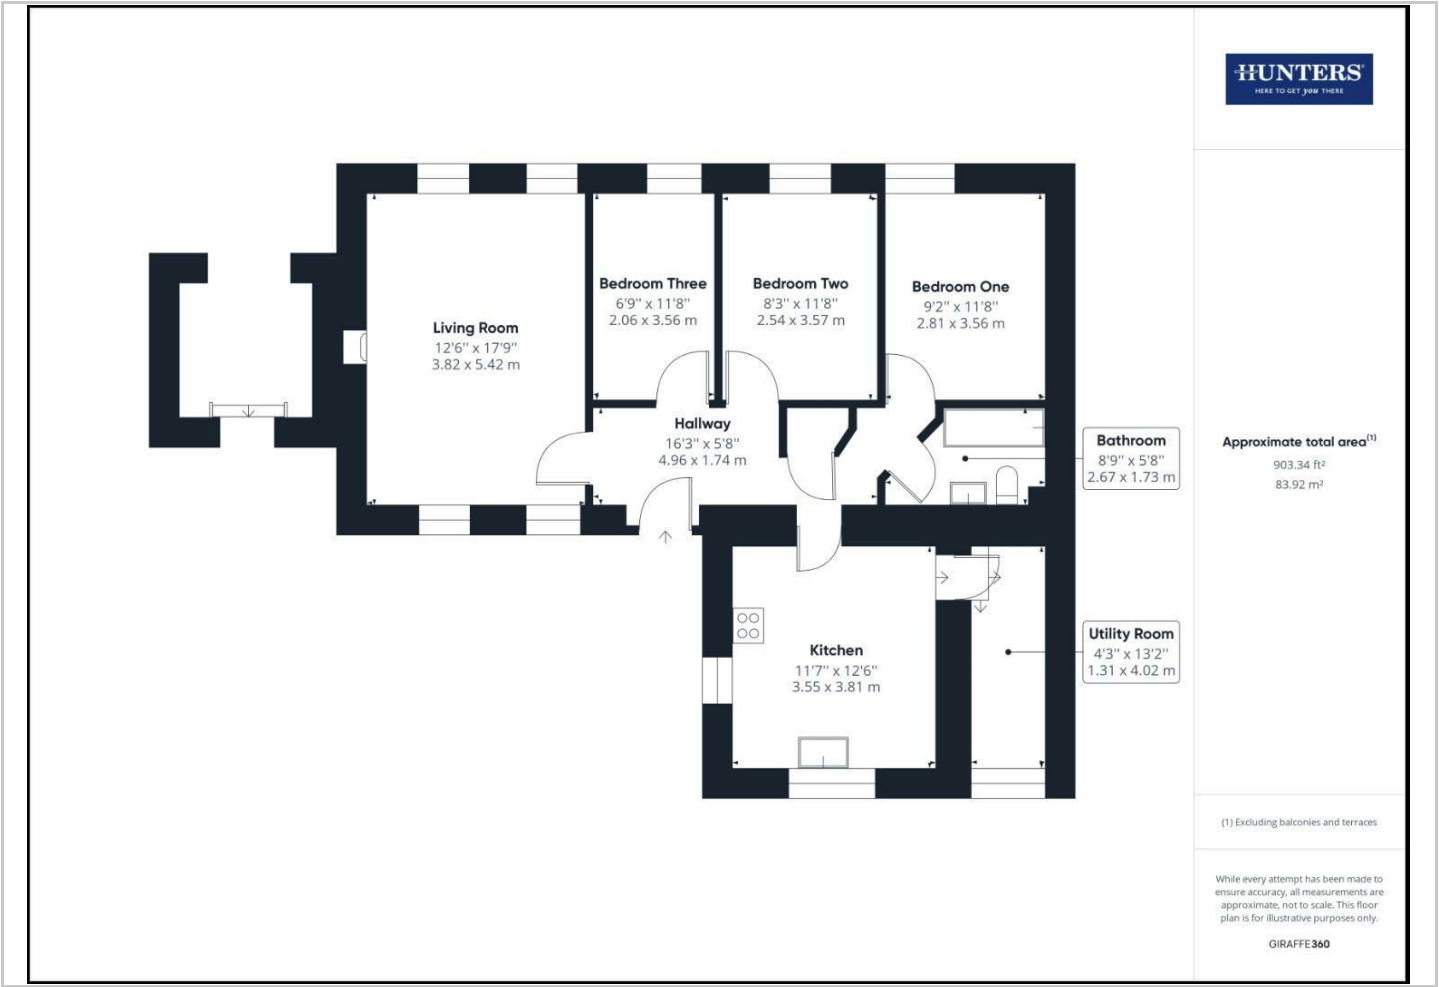 HUNTERS®
HERE TO GET you THERE
Living Room
12'6" x 17'9"
3.82 x 5.42 m
Bedroom Three
6'9" x 11'8"
2.06 x 3.56 m
Bedroom Two
8'3" x 11'8"
2.54 x 3.57 m
Bedroom One
9'2" x 11'8"
2.81 x 3.56 m
Hallway
16'3" x 5'8"
4.96 x 1.74 m
Bathroom
8'9" x 5'8"
2.67 x 1.73 m
Kitchen
11'7" x 12'6"
3.55 x 3.81 m
Utility Room
4'3" x 13'2"
1.31 x 4.02 m
Approximate total area(1)
903.34 ft²
83.92 m²
(1) Excluding balconies and terraces
While every attempt has been made to
ensure accuracy, all measurements are
approximate, not to scale. This floor
plan is for illustrative purposes only.
GIRAFFE360